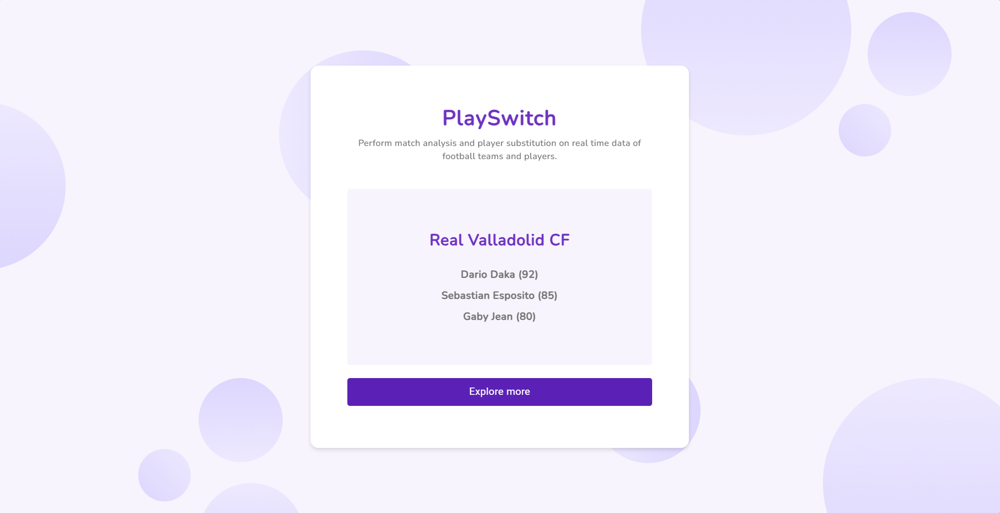 PlaySwitch
Perform match analysis and player substitution on real time data of
football teams and players.
Real Valladolid CF
Dario Daka (92)
Sebastian Esposito (85)
Gaby Jean (80)
Explore more